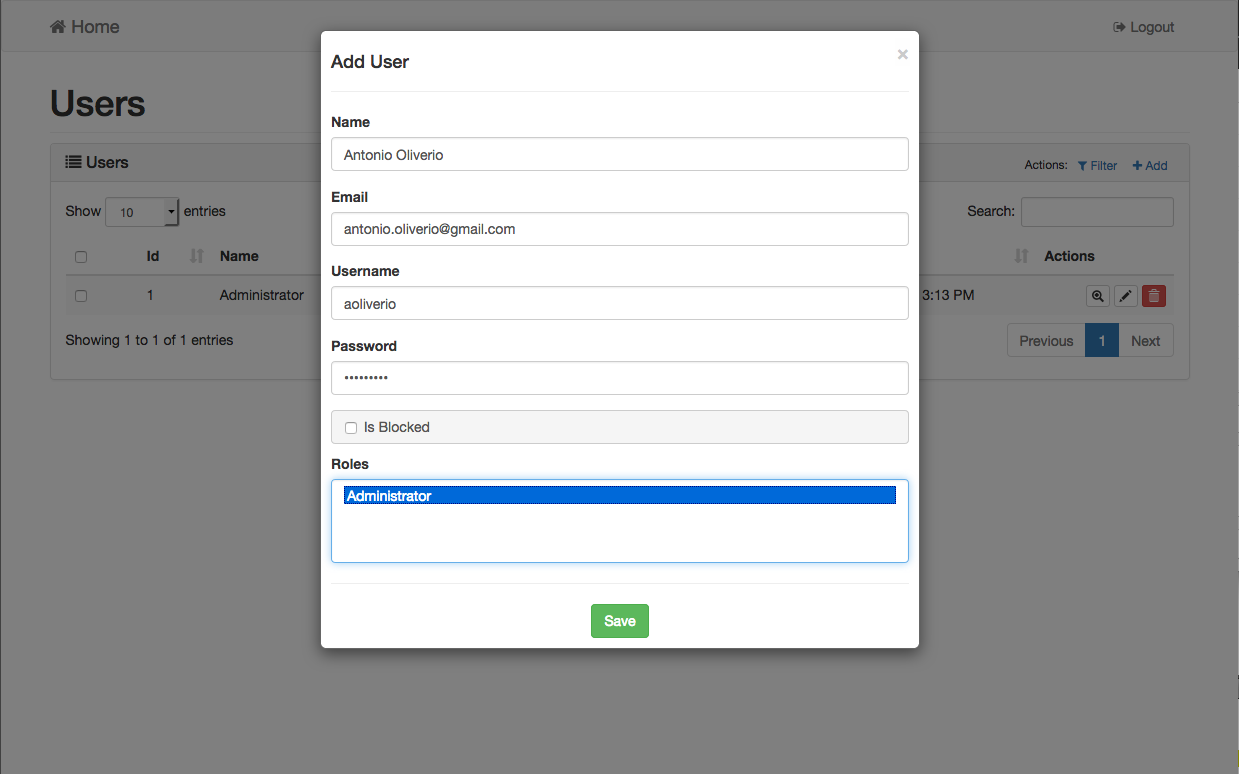 Home
Logout
Users
Users
Actions: Filter Add
Show 10 entries
Search:
Id Name Actions
1 Administrator 3:13 PM
Showing 1 to 1 of 1 entries
Previous 1 Next
Add User
×
Name
Antonio Oliverio
Email
antonio.oliverio@gmail.com
Username
aoliverio
Password
•••••••••
Is Blocked
Roles
Administrator
Save